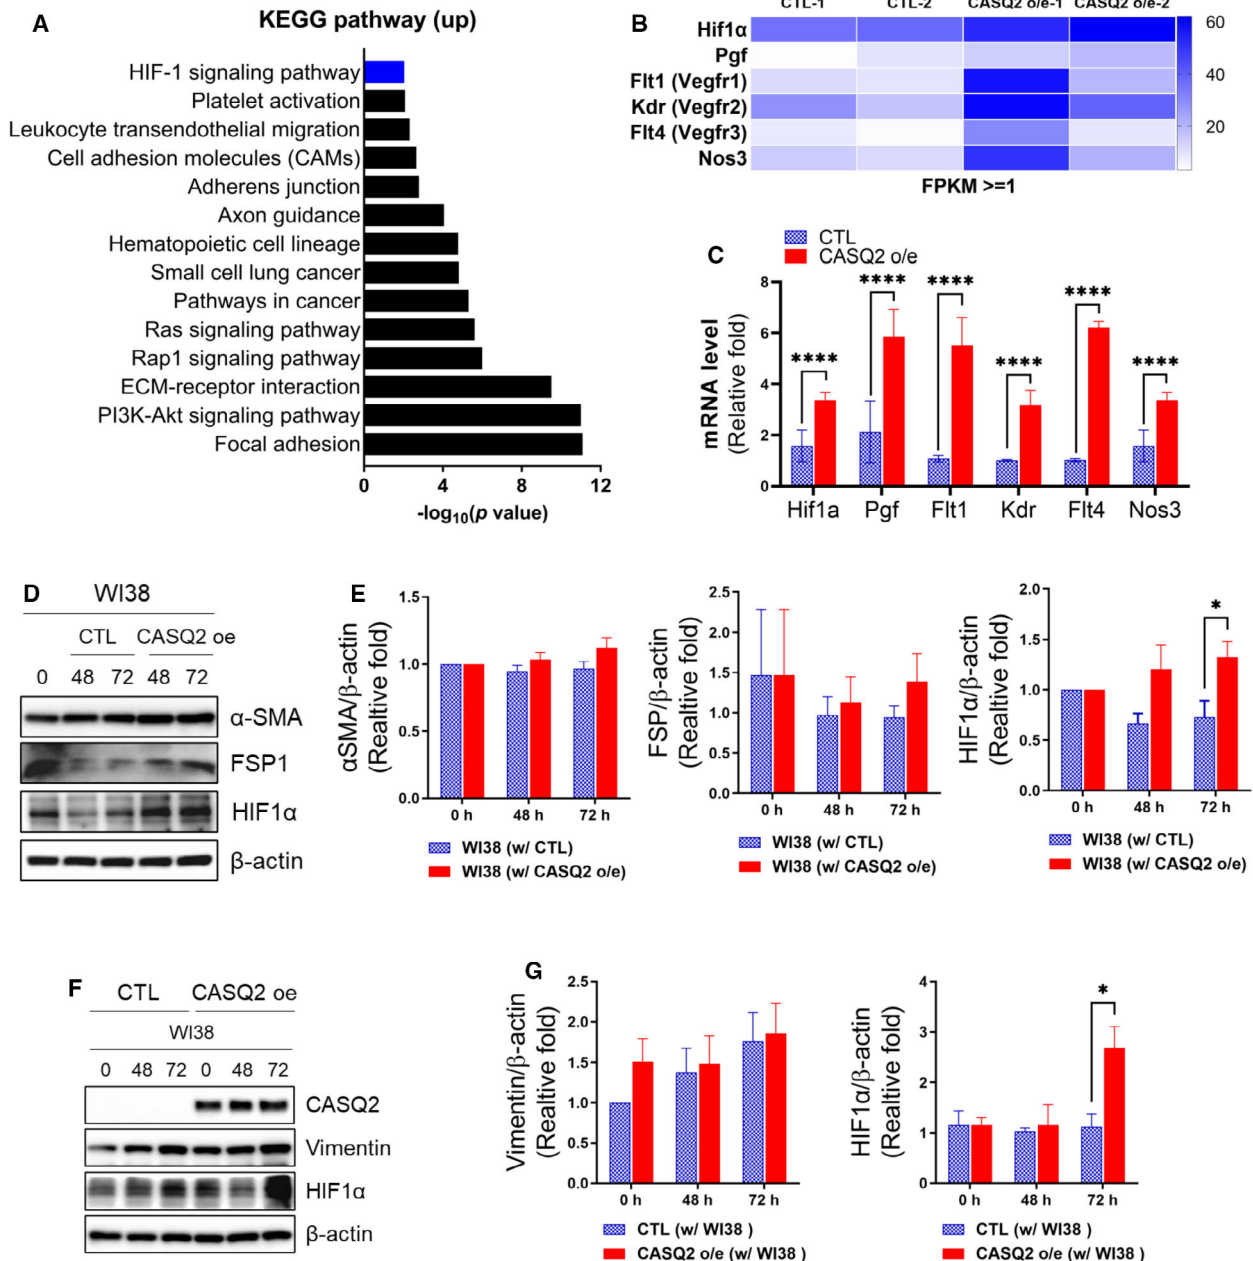 A
KEGG pathway (up)
HIF-1 signaling pathway
Platelet activation
Leukocyte transendothelial migration
Cell adhesion molecules (CAMs)
Adherens junction
Axon guidance
Hematopoietic cell lineage
Small cell lung cancer
Pathways in cancer
Ras signaling pathway
Rap1 signaling pathway
ECM-receptor interaction
PI3K-Akt signaling pathway
Focal adhesion
0 4 8 12
-log10(p value)
B
CTL-1 CTL-2 CASQ2 o/e-1 CASQ2 o/e-2
Hif1α
Pgf
Flt1 (Vegfr1)
Kdr (Vegfr2)
Flt4 (Vegfr3)
Nos3
60
40
20
FPKM >=1
C
CTL
CASQ2 o/e
mRNA level
(Relative fold)
8
6
4
2
0
**** **** **** **** **** ****
Hif1a Pgf Flt1 Kdr Flt4 Nos3
D
WI38
CTL CASQ2 oe
0 48 72 48 72
α-SMA
FSP1
HIF1α
β-actin
E
αSMA/β-actin
(Realtive fold)
1.5
1.0
0.5
0.0
0 h 48 h 72 h
WI38 (w/ CTL)
WI38 (w/ CASQ2 o/e)
FSP/β-actin
(Realtive fold)
2.5
2.0
1.5
1.0
0.5
0.0
0 h 48 h 72 h
WI38 (w/ CTL)
WI38 (w/ CASQ2 o/e)
HIF1α/β-actin
(Realtive fold)
2.0
1.5
1.0
0.5
0.0
*
0 h 48 h 72 h
WI38 (w/ CTL)
WI38 (w/ CASQ2 o/e)
F
CTL CASQ2 oe
WI38
0 48 72 0 48 72
CASQ2
Vimentin
HIF1α
β-actin
G
Vimentin/β-actin
(Realtive fold)
2.5
2.0
1.5
1.0
0.5
0.0
0 h 48 h 72 h
CTL (w/ WI38 )
CASQ2 o/e (w/ WI38 )
HIF1α/β-actin
(Realtive fold)
4
3
2
1
0
*
0 h 48 h 72 h
CTL (w/ WI38 )
CASQ2 o/e (w/ WI38 )